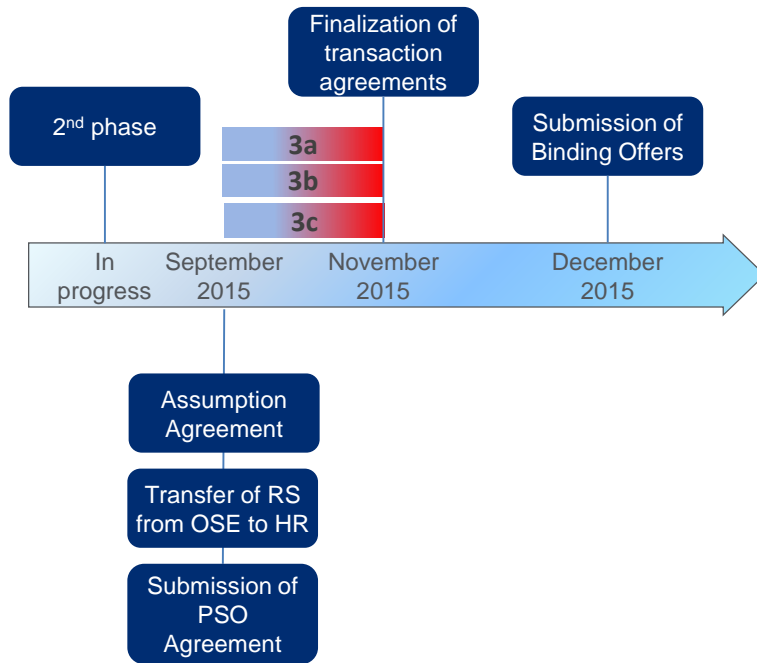 Finalization of
transaction
agreements
2nd phase
Submission of
Binding Offers
3a
3b
3c
In
progress
September
2015
November
2015
December
2015
Assumption
Agreement
Transfer of RS
from OSE to HR
Submission of
PSO
Agreement